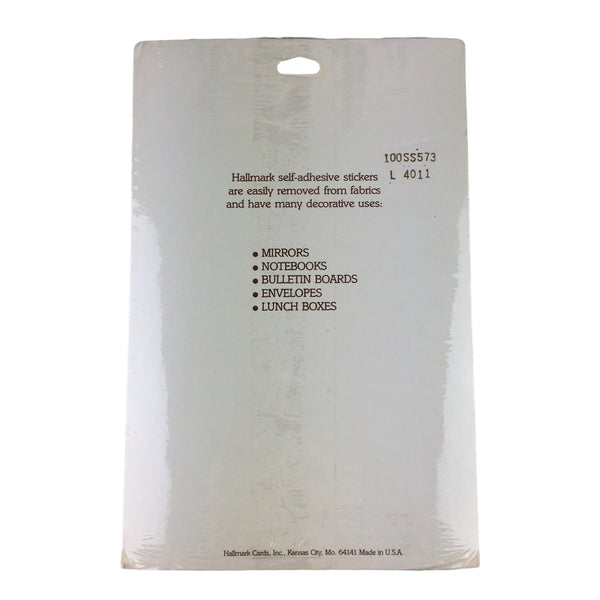 100SS573
L 4011
Hallmark self-adhesive stickers
are easily removed from fabrics
and have many decorative uses:
• MIRRORS
• NOTEBOOKS
• BULLETIN BOARDS
• ENVELOPES
• LUNCH BOXES
Hallmark Cards, Inc., Kansas City, Mo. 64141 Made in U.S.A.